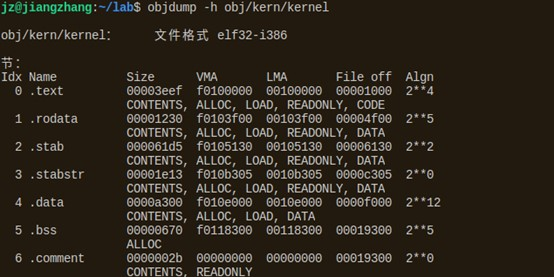 jz@jiangzhang:~/lab$ objdump -h obj/kern/kernel
obj/kern/kernel：     文件格式 elf32-i386
节：
Idx Name          Size      VMA       LMA       File off  Algn
  0 .text         00003eef  f0100000  00100000  00001000  2**4
                  CONTENTS, ALLOC, LOAD, READONLY, CODE
  1 .rodata       00001230  f0103f00  00103f00  00004f00  2**5
                  CONTENTS, ALLOC, LOAD, READONLY, DATA
  2 .stab         000061d5  f0105130  00105130  00006130  2**2
                  CONTENTS, ALLOC, LOAD, READONLY, DATA
  3 .stabstr      00001e13  f010b305  0010b305  0000c305  2**0
                  CONTENTS, ALLOC, LOAD, READONLY, DATA
  4 .data         0000a300  f010e000  0010e000  0000f000  2**12
                  CONTENTS, ALLOC, LOAD, DATA
  5 .bss          00000670  f0118300  00118300  00019300  2**5
                  ALLOC
  6 .comment      0000002b  00000000  00000000  00019300  2**0
                  CONTENTS, READONLY